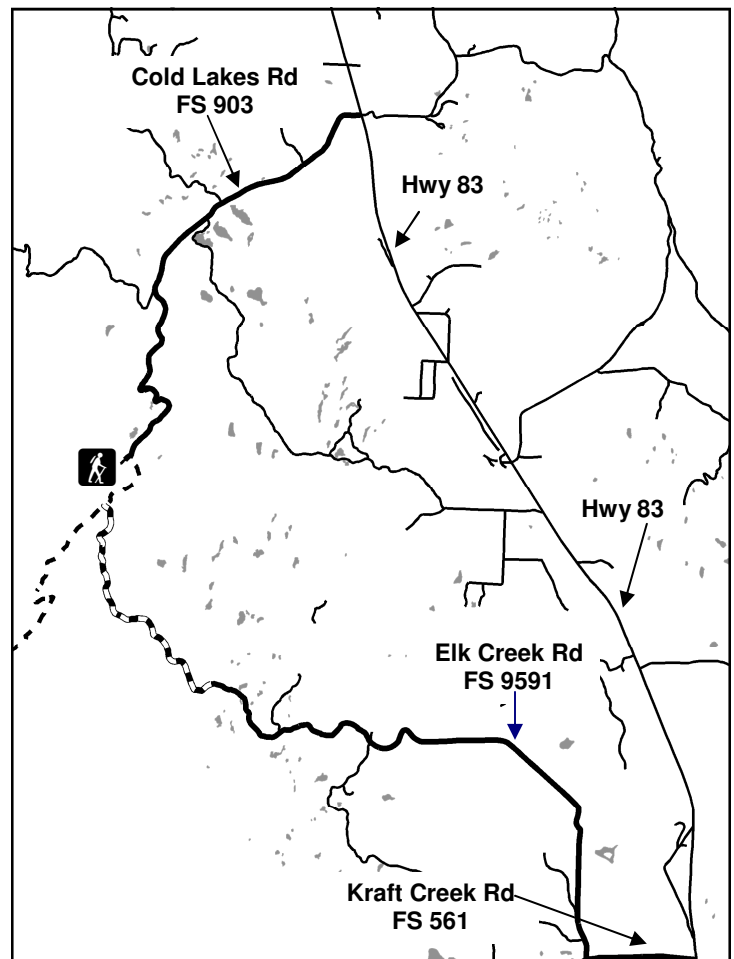 Cold Lakes Rd
FS 903
Hwy 83
Hwy 83
Elk Creek Rd
FS 9591
Kraft Creek Rd
FS 561